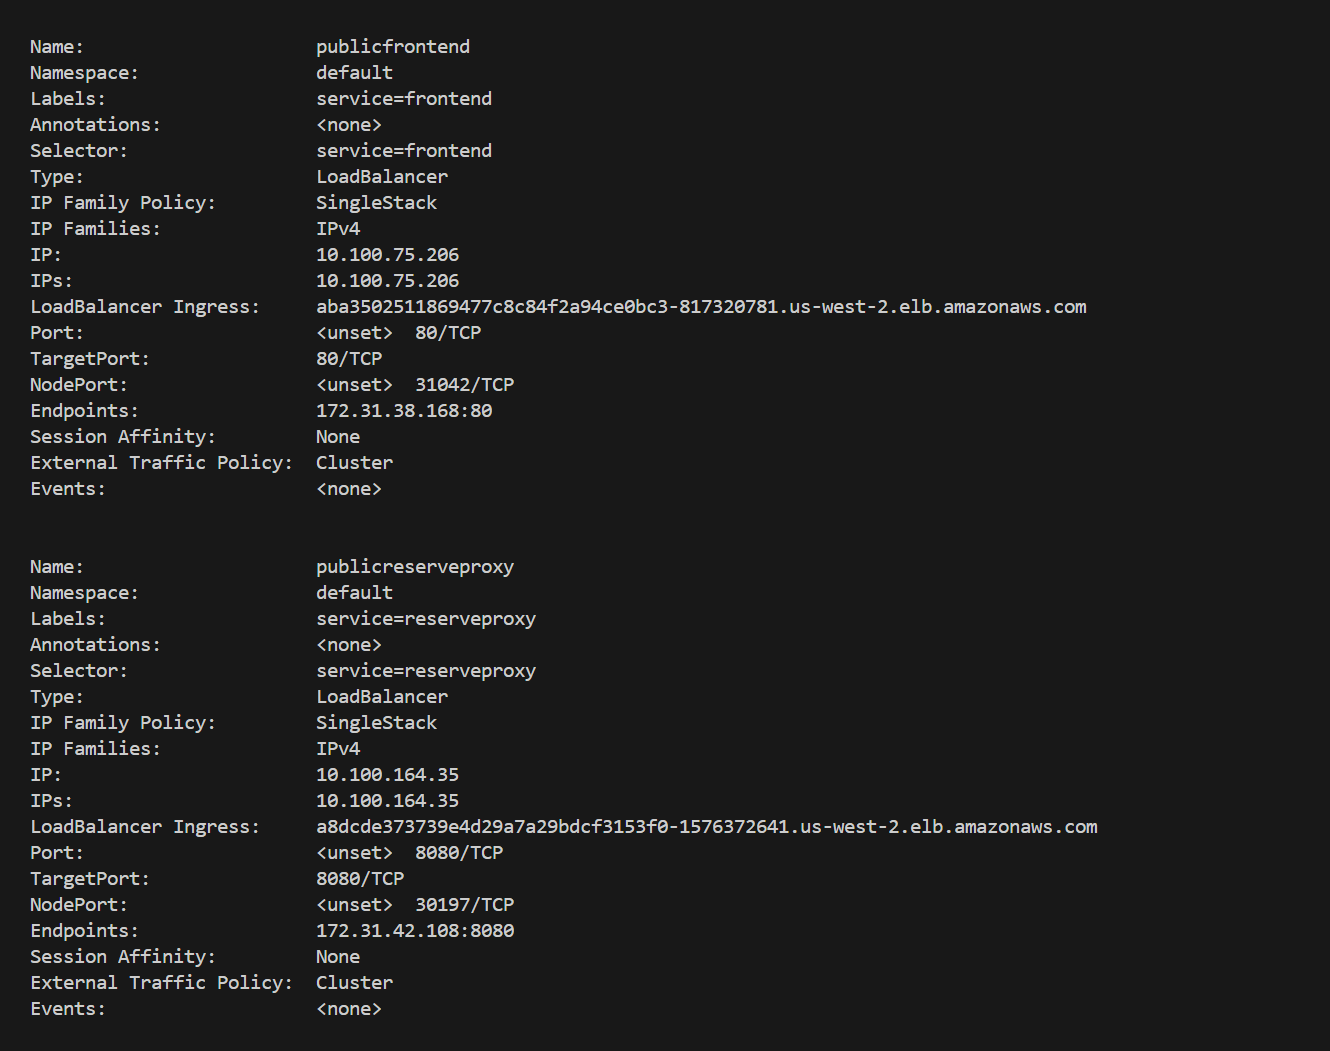 Name: publicfrontend
Namespace: default
Labels: service=frontend
Annotations: <none>
Selector: service=frontend
Type: LoadBalancer
IP Family Policy: SingleStack
IP Families: IPv4
IP: 10.100.75.206
IPs: 10.100.75.206
LoadBalancer Ingress: aba3502511869477c8c84f2a94ce0bc3-817320781.us-west-2.elb.amazonaws.com
Port: <unset> 80/TCP
TargetPort: 80/TCP
NodePort: <unset> 31042/TCP
Endpoints: 172.31.38.168:80
Session Affinity: None
External Traffic Policy: Cluster
Events: <none>
Name: publicreserveproxy
Namespace: default
Labels: service=reserveproxy
Annotations: <none>
Selector: service=reserveproxy
Type: LoadBalancer
IP Family Policy: SingleStack
IP Families: IPv4
IP: 10.100.164.35
IPs: 10.100.164.35
LoadBalancer Ingress: a8dcde373739e4d29a7a29bdcf3153f0-1576372641.us-west-2.elb.amazonaws.com
Port: <unset> 8080/TCP
TargetPort: 8080/TCP
NodePort: <unset> 30197/TCP
Endpoints: 172.31.42.108:8080
Session Affinity: None
External Traffic Policy: Cluster
Events: <none>